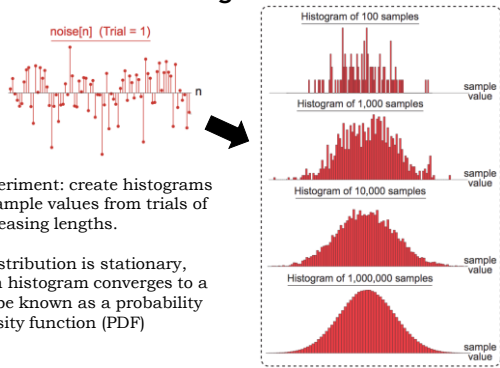 noise[n] (Trial = 1)
n
Histogram of 100 samples
sample
value
Histogram of 1,000 samples
sample
value
Histogram of 10,000 samples
sample
value
Histogram of 1,000,000 samples
sample
value
eriment: create histograms
ample values from trials of
easing lengths.
stribution is stationary,
histogram converges to a
be known as a probability
sity function (PDF)